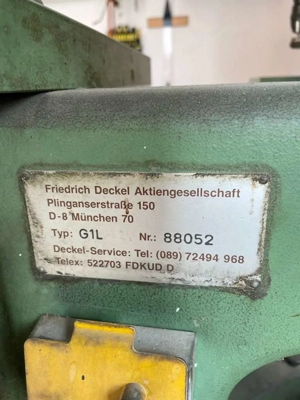 Friedrich Deckel Aktiengesellschaft
Plinganserstraße 150
D-8 München 70
Typ: G1L Nr.: 88052
Deckel-Service: Tel: (089) 72494 968
Telex: 522703 FDKUD D